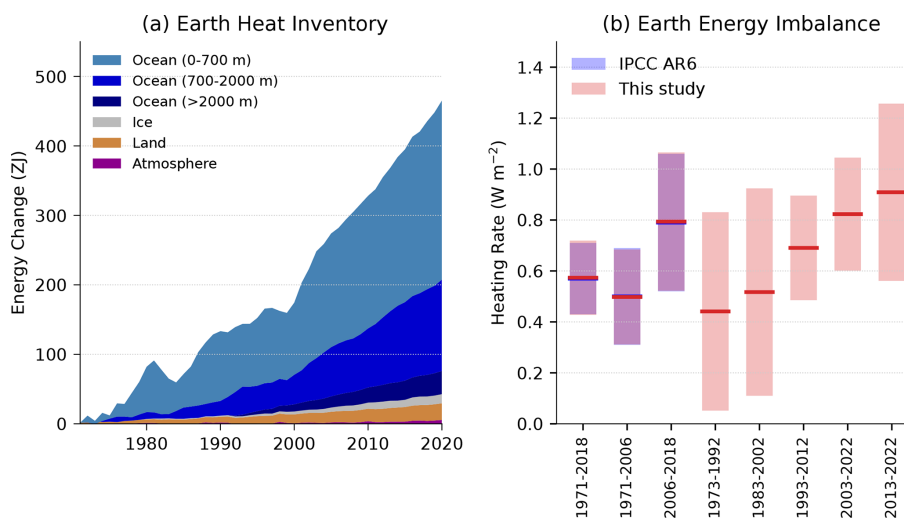 (a) Earth Heat Inventory
Energy Change (ZJ)
500
400
300
200
100
0
Ocean (0-700 m)
Ocean (700-2000 m)
Ocean (>2000 m)
Ice
Land
Atmosphere
1980
1990
2000
2010
2020
(b) Earth Energy Imbalance
Heating Rate (W m⁻²)
1.4
1.2
1.0
0.8
0.6
0.4
0.2
0.0
IPCC AR6
This study
1971-2018
1971-2006
2006-2018
1973-1992
1983-2002
1993-2012
2003-2022
2013-2022